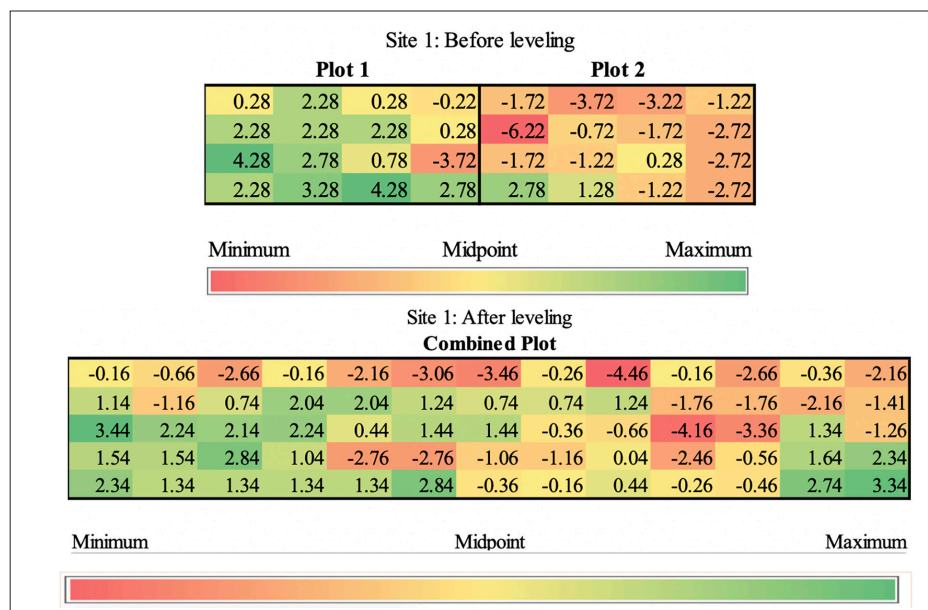 Site 1: Before leveling
Plot 1 Plot 2
0.28 2.28 0.28 -0.22 -1.72 -3.72 -3.22 -1.22
2.28 2.28 2.28 0.28 -6.22 -0.72 -1.72 -2.72
4.28 2.78 0.78 -3.72 -1.72 -1.22 0.28 -2.72
2.28 3.28 4.28 2.78 2.78 1.28 -1.22 -2.72
Minimum Midpoint Maximum
Site 1: After leveling
Combined Plot
-0.16 -0.66 -2.66 -0.16 -2.16 -3.06 -3.46 -0.26 -4.46 -0.16 -2.66 -0.36 -2.16
1.14 -1.16 0.74 2.04 2.04 1.24 0.74 0.74 1.24 -1.76 -1.76 -2.16 -1.41
3.44 2.24 2.14 2.24 0.44 1.44 1.44 -0.36 -0.66 -4.16 -3.36 1.34 -1.26
1.54 1.54 2.84 1.04 -2.76 -2.76 -1.06 -1.16 0.04 -2.46 -0.56 1.64 2.34
2.34 1.34 1.34 1.34 1.34 2.84 -0.36 -0.16 0.44 -0.26 -0.46 2.74 3.34
Minimum Midpoint Maximum